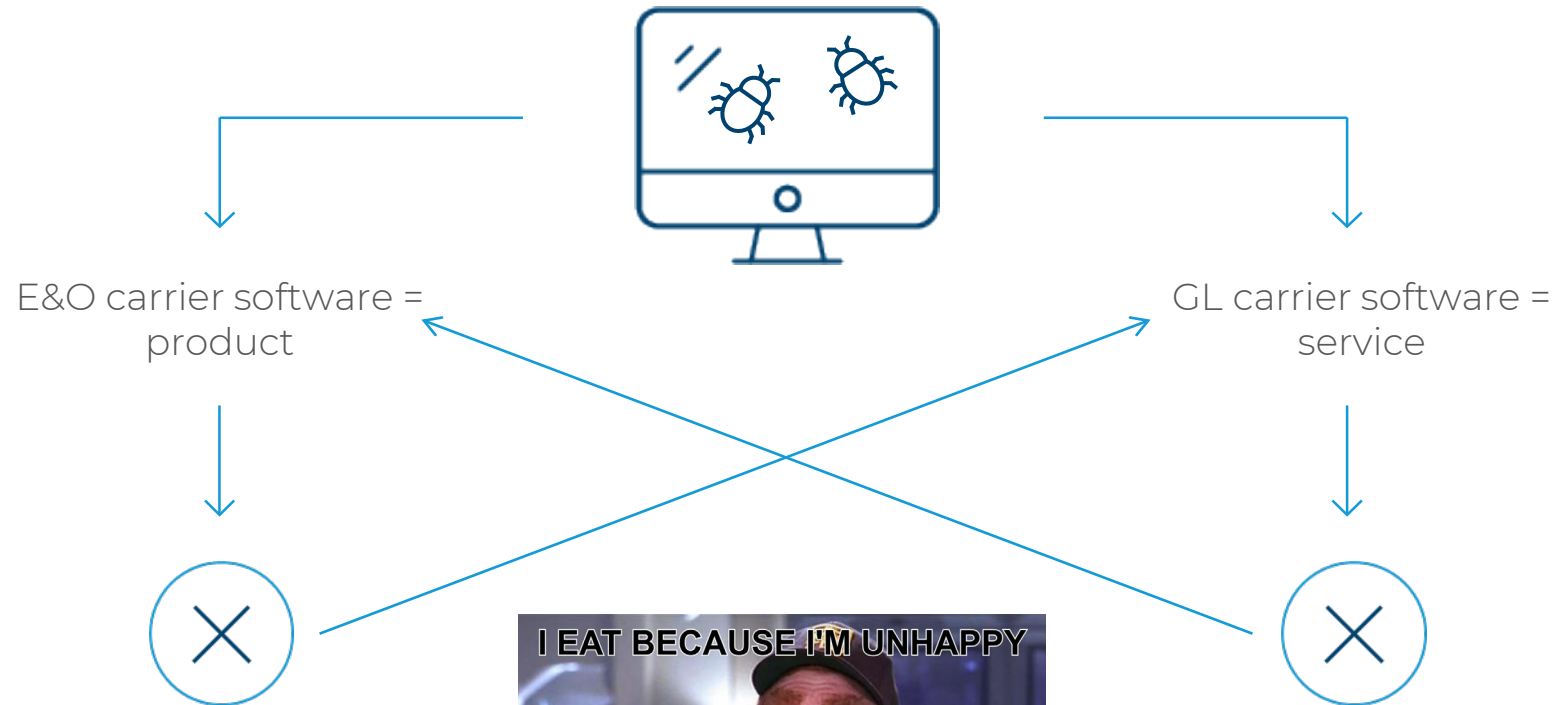 E&O carrier software =
product
GL carrier software =
service
I EAT BECAUSE I'M UNHAPPY